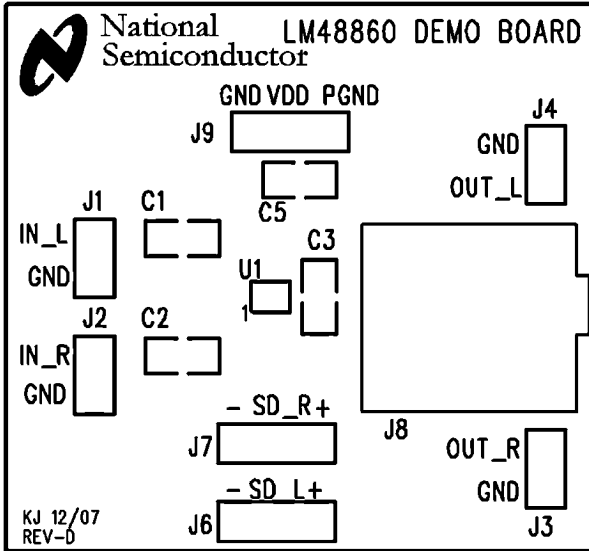 National
Semiconductor
LM48860 DEMO BOARD
GND VDD PGND
J9
J4
GND
OUT_L
C5
J1
C1
IN_L
GND
C3
U1
1
J2
C2
IN_R
GND
- SD_R+
J7
J8
OUT_R
GND
J3
- SD_L+
J6
KJ 12/07
REV-D